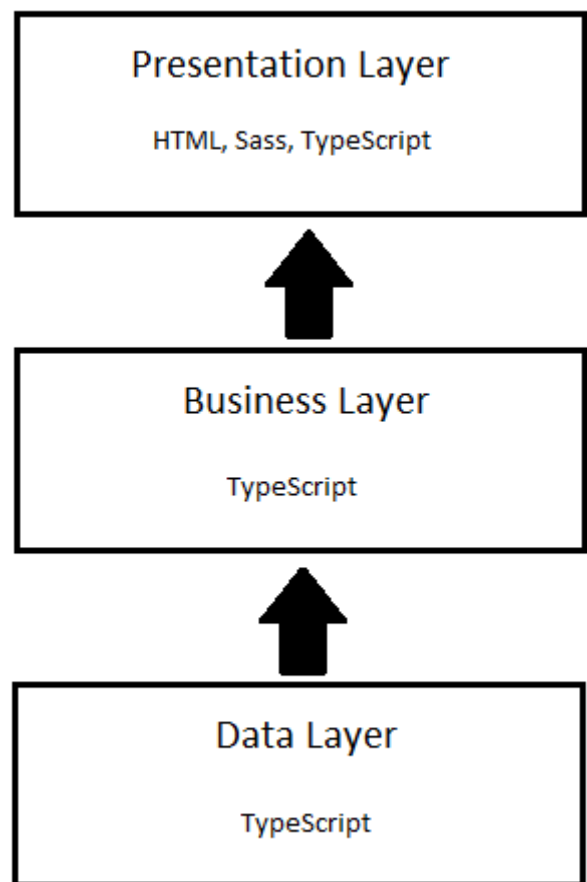 Presentation Layer
HTML, Sass, TypeScript
Business Layer
TypeScript
Data Layer
TypeScript